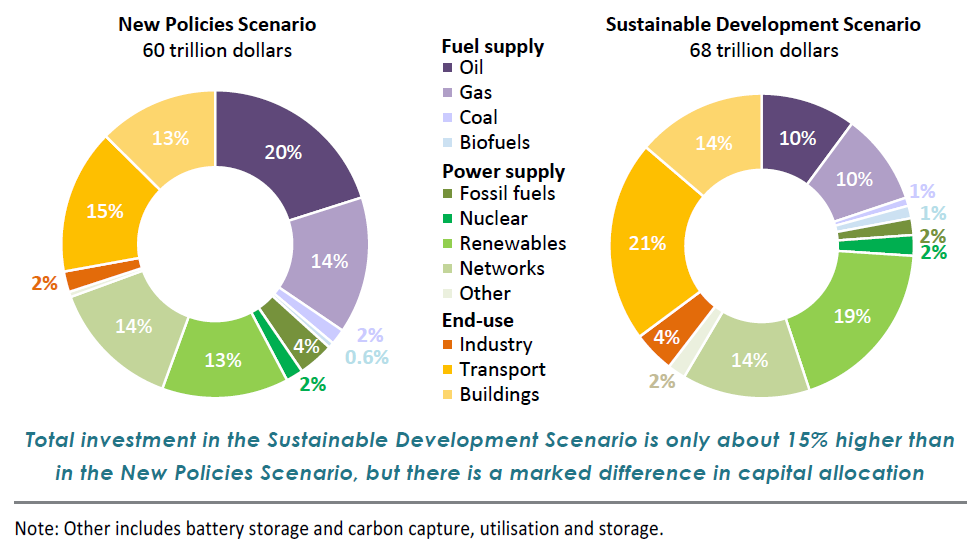 New Policies Scenario
60 trillion dollars
20%
14%
2%
0.6%
4%
2%
13%
14%
2%
15%
13%
Fuel supply
Oil
Gas
Coal
Biofuels
Power supply
Fossil fuels
Nuclear
Renewables
Networks
Other
End-use
Industry
Transport
Buildings
Sustainable Development Scenario
68 trillion dollars
10%
10%
1%
1%
2%
2%
19%
14%
2%
4%
21%
14%
Total investment in the Sustainable Development Scenario is only about 15% higher than
in the New Policies Scenario, but there is a marked difference in capital allocation
Note: Other includes battery storage and carbon capture, utilisation and storage.